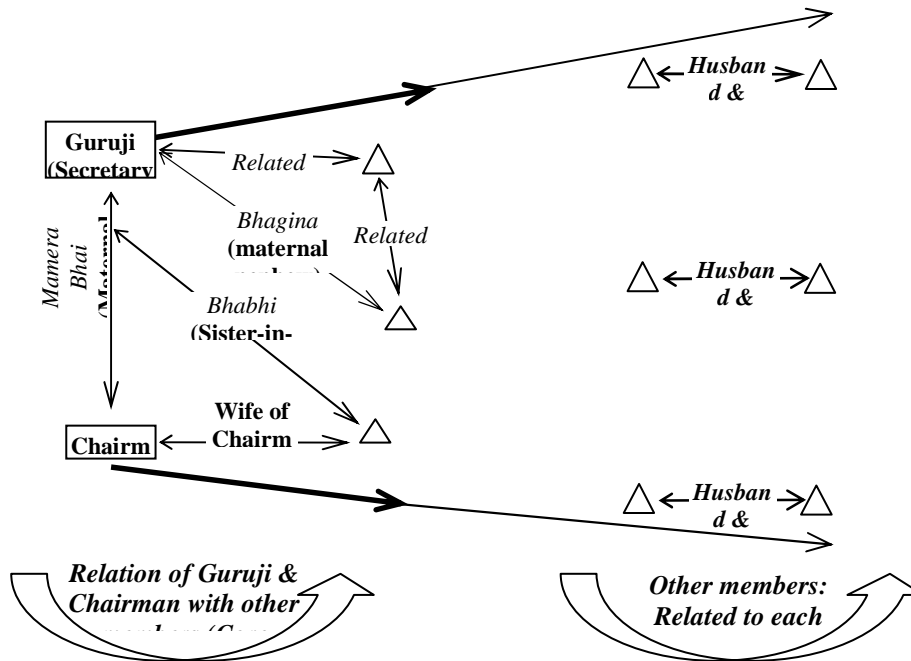 Husban
d &
Guruji
(Secretary
Related
Bhagina
(maternal
Related
Mamera
Bhai
Husban
d &
Bhabhi
(Sister-in-
Wife of
Chairm
Chairm
Husban
d &
Relation of Guruji &
Chairman with other
Other members:
Related to each